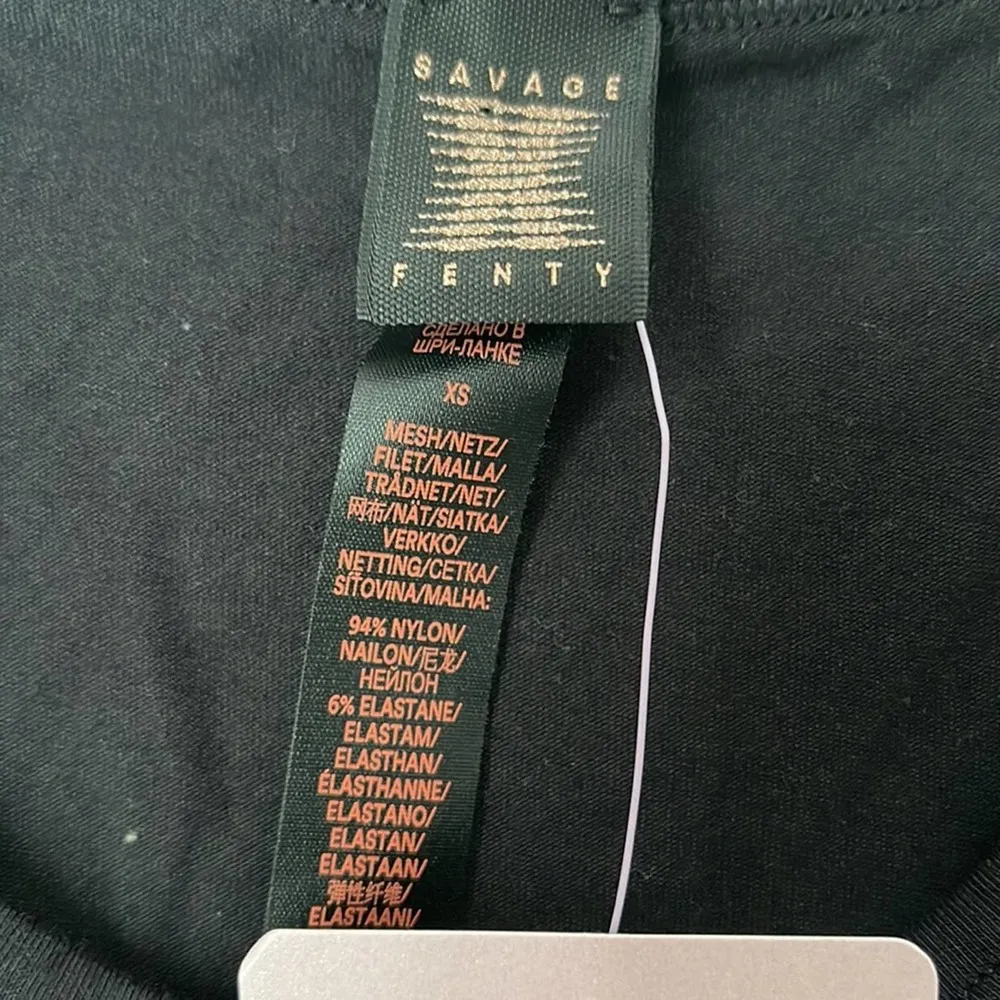 SAVAGE
FENTY
СДЕЛАНО В
ШРИ-ЛАНКЕ
XS
MESH/NETZ/
FILET/MALLA/
TRÅDNET/NET/
网布/NÄT/SIATKA/
VERKKO/
NETTING/СЕТКА/
SÍŤOVINA/MALHA:
94% NYLON/
NAILON/尼龙/
НЕЙЛОН
6% ELASTANE/
ELASTAM/
ELASTHAN/
ÉLASTHANNE/
ELASTANO/
ELASTAN/
ELASTAAN/
弹性纤维/
ELASTAANI/